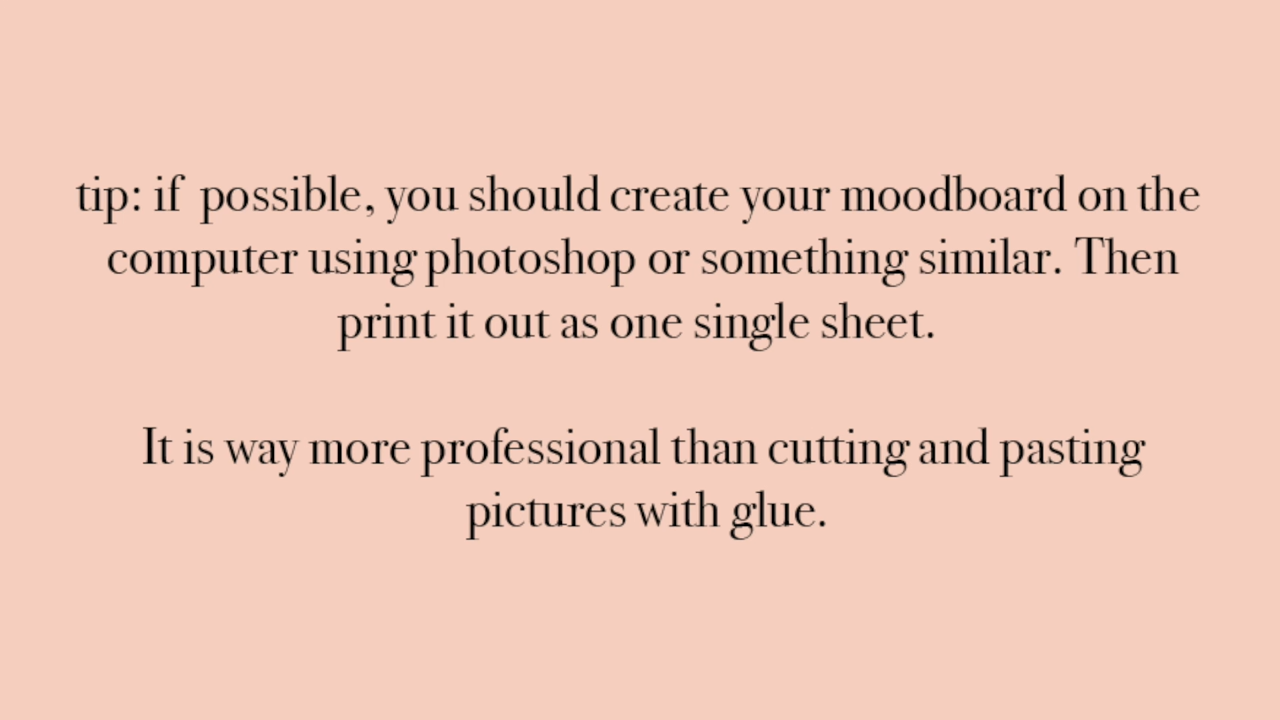 tip: if possible, you should create your moodboard on the
computer using photoshop or something similar. Then
print it out as one single sheet.
It is way more professional than cutting and pasting
pictures with glue.